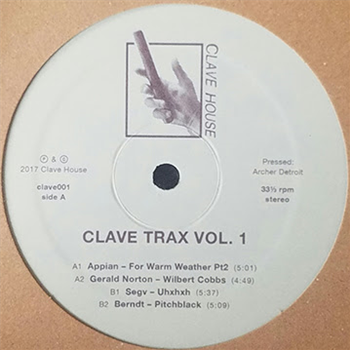 CLAVE HOUSE
Ⓟ & Ⓢ
2017 Clave House
clave001
side A
Pressed:
Archer Detroit
33⅓ rpm
stereo
CLAVE TRAX VOL. 1
A1 Appian – For Warm Weather Pt2 (5:01)
A2 Gerald Norton – Wilbert Cobbs (4:49)
B1 Segv – Uhxhxh (5:37)
B2 Berndt – Pitchblack (5:09)